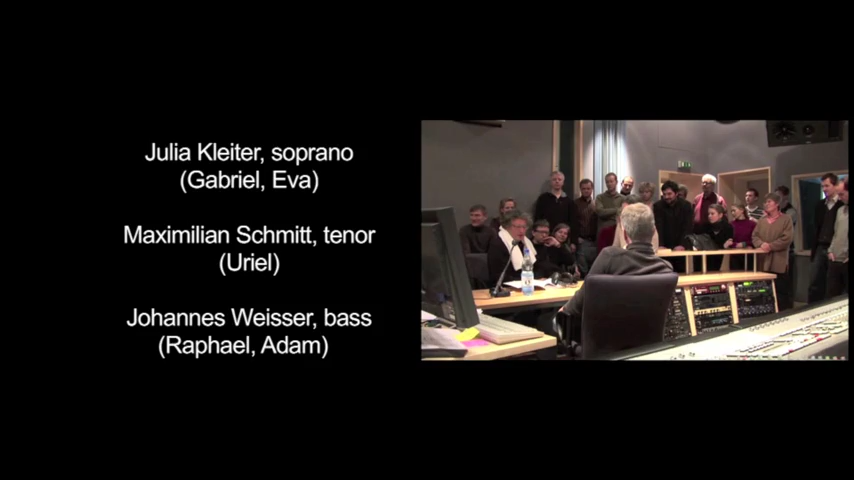 Julia Kleiter, soprano
(Gabriel, Eva)
Maximilian Schmitt, tenor
(Uriel)
Johannes Weisser, bass
(Raphael, Adam)